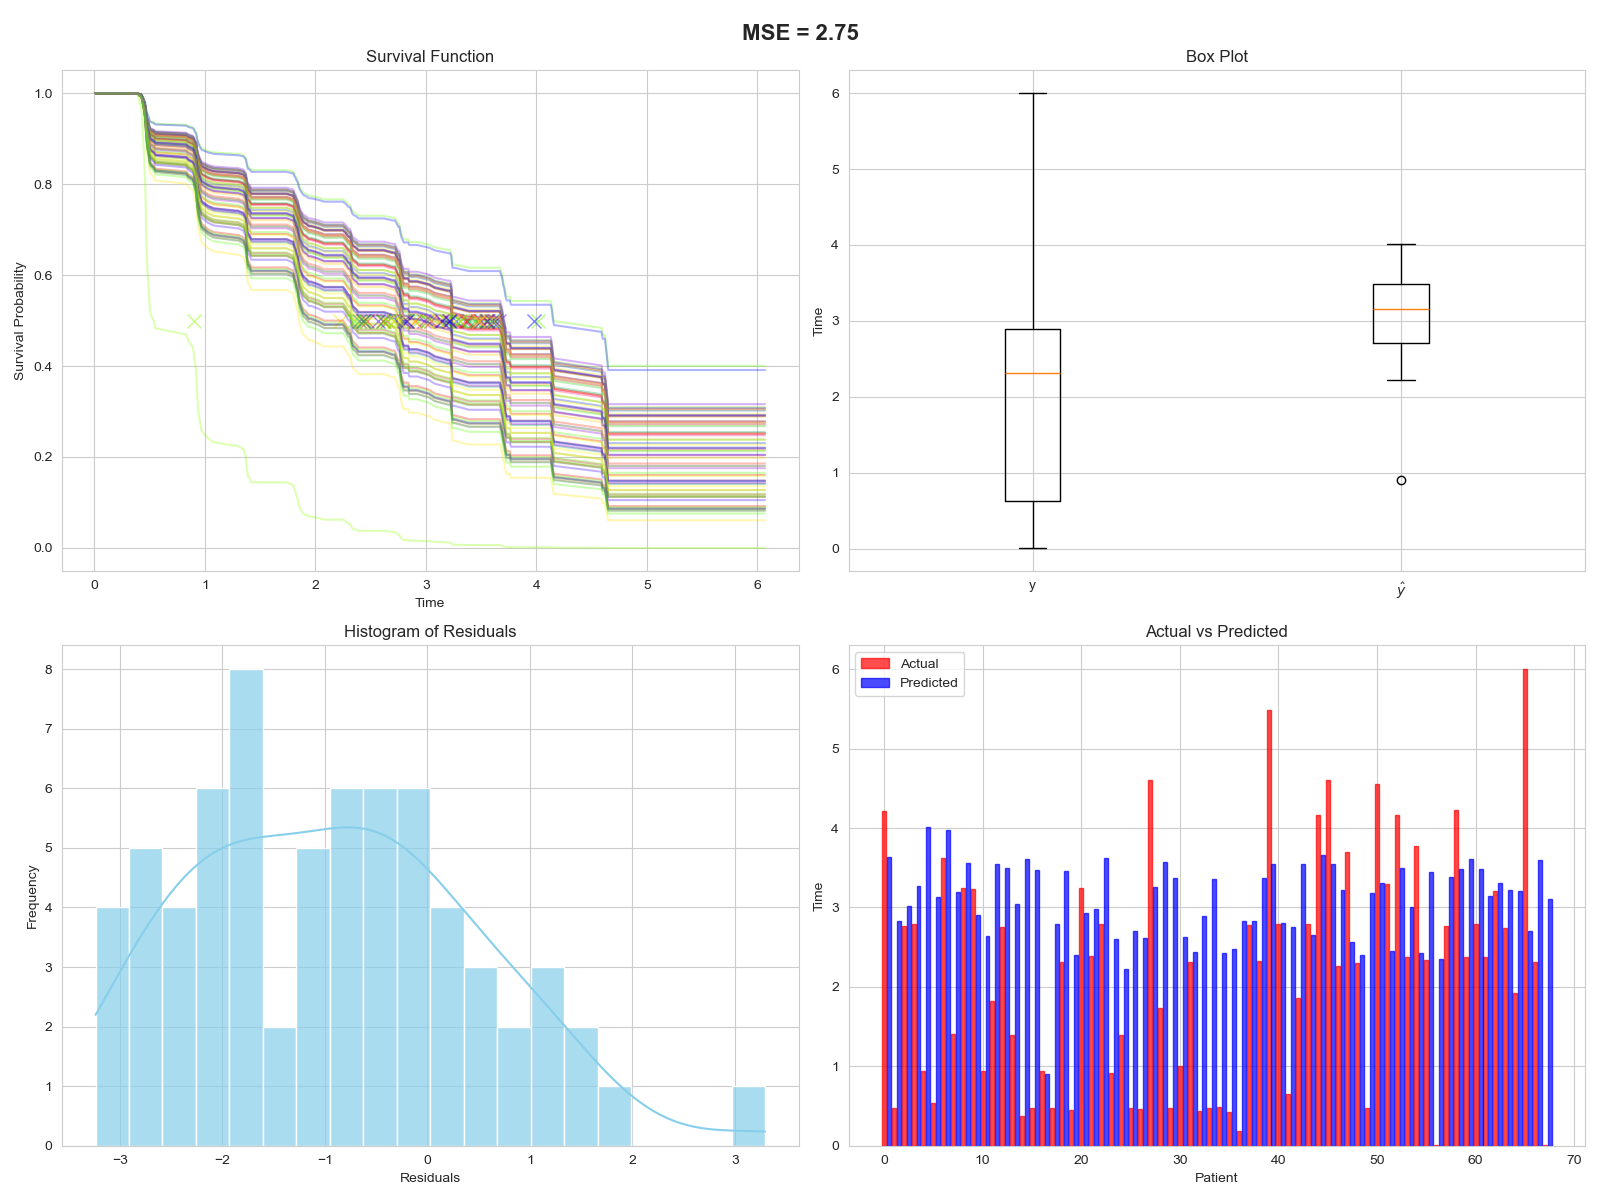 MSE = 2.75
Survival Function
Survival Probability
1.0
0.8
0.6
0.4
0.2
0.0
0 1 2 3 4 5 6
Time
Box Plot
Time
6
5
4
3
2
1
0
y ŷ
Histogram of Residuals
Frequency
8
7
6
5
4
3
2
1
0
−3 −2 −1 0 1 2 3
Residuals
Actual vs Predicted
Actual
Predicted
Time
6
5
4
3
2
1
0
0 10 20 30 40 50 60 70
Patient